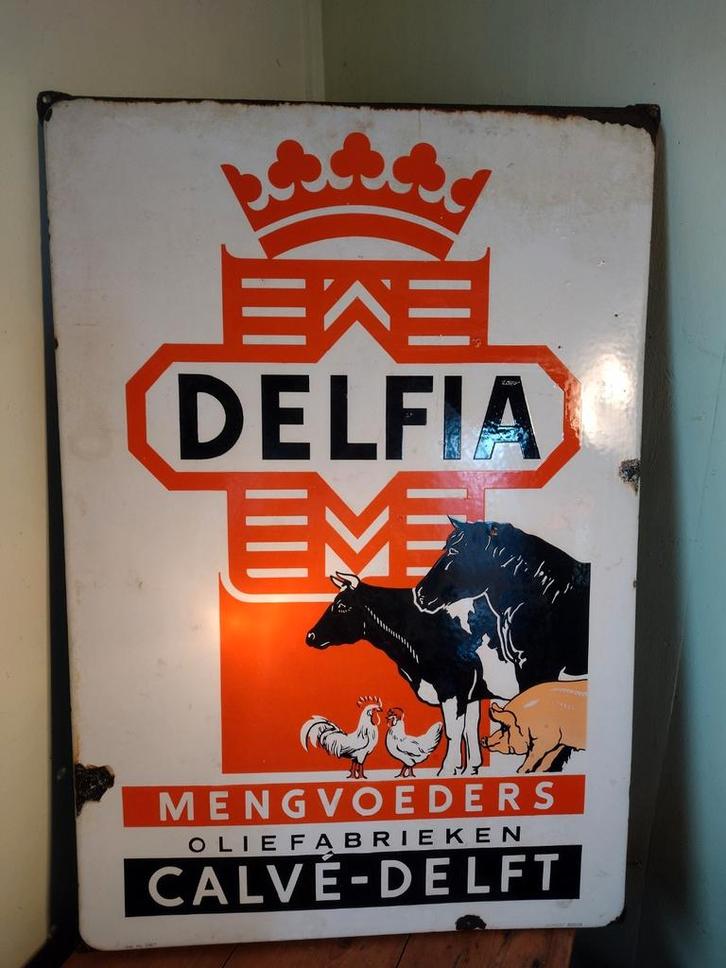 DELFIA
MENGVOEDERS
OLIEFABRIEKEN
CALVÉ-DELFT